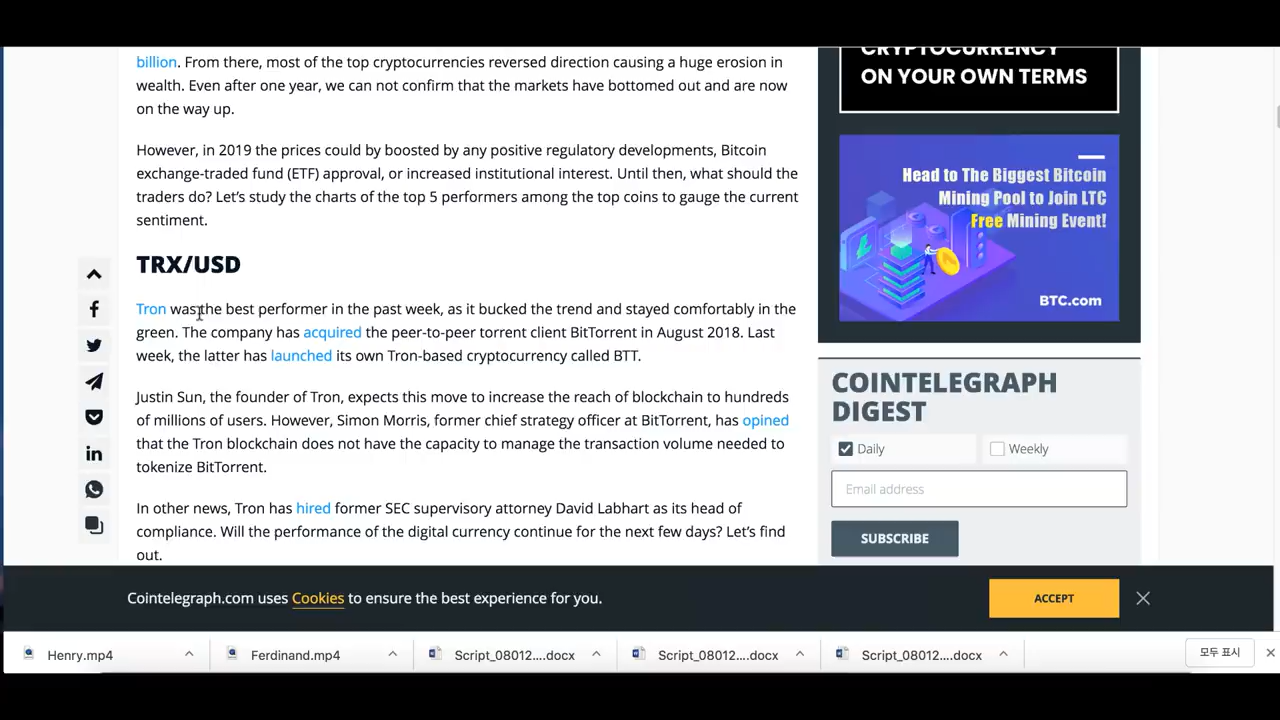 billion. From there, most of the top cryptocurrencies reversed direction causing a huge erosion in
wealth. Even after one year, we can not confirm that the markets have bottomed out and are now
on the way up.
However, in 2019 the prices could by boosted by any positive regulatory developments, Bitcoin
exchange-traded fund (ETF) approval, or increased institutional interest. Until then, what should the
traders do? Let's study the charts of the top 5 performers among the top coins to gauge the current
sentiment.
TRX/USD
Tron was the best performer in the past week, as it bucked the trend and stayed comfortably in the
green. The company has acquired the peer-to-peer torrent client BitTorrent in August 2018. Last
week, the latter has launched its own Tron-based cryptocurrency called BTT.
Justin Sun, the founder of Tron, expects this move to increase the reach of blockchain to hundreds
of millions of users. However, Simon Morris, former chief strategy officer at BitTorrent, has opined
that the Tron blockchain does not have the capacity to manage the transaction volume needed to
tokenize BitTorrent.
In other news, Tron has hired former SEC supervisory attorney David Labhart as its head of
compliance. Will the performance of the digital currency continue for the next few days? Let's find
out.
CRYPTOCURRENCY
ON YOUR OWN TERMS
Head to The Biggest Bitcoin
Mining Pool to Join LTC
Free Mining Event!
BTC.com
COINTELEGRAPH
DIGEST
Daily
Weekly
Email address
SUBSCRIBE
Cointelegraph.com uses Cookies to ensure the best experience for you.
ACCEPT
Henry.mp4
Ferdinand.mp4
Script_08012....docx
Script_08012....docx
Script_08012....docx
모두 표시